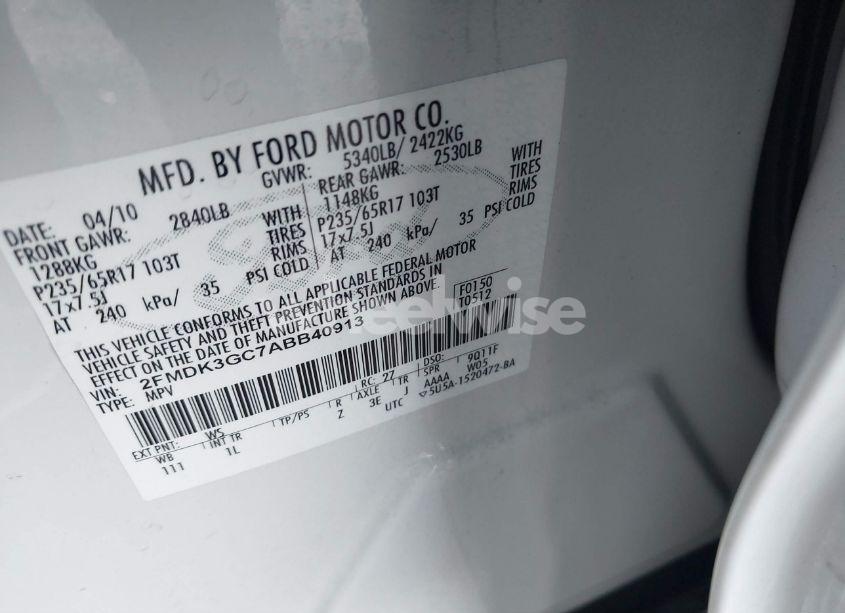 MFD. BY FORD MOTOR CO.
DATE: 04/10 GVWR: 5340LB/ 2422KG
FRONT GAWR: 2840LB REAR GAWR: 2530LB
1288KG WITH 1148KG WITH
P235/65R17 103T TIRES P235/65R17 103T TIRES
17x7.5J RIMS 17x7.5J RIMS
AT 240 kPa/ 35 PSI COLD AT 240 kPa/ 35 PSI COLD
THIS VEHICLE CONFORMS TO ALL APPLICABLE FEDERAL MOTOR
VEHICLE SAFETY AND THEFT PREVENTION STANDARDS IN
EFFECT ON THE DATE OF MANUFACTURE SHOWN ABOVE.
VIN: 2FMDK3GC7ABB40913 F0150
TYPE: MPV T0512
EXT PNT: WS RC: 27 DSO:
WB INT TR TP/PS R AXLE TR SPR 9Q11F
111 1L Z 3E J AAAA W05
UTC ▽5U5A-1520472-BA
eelwise